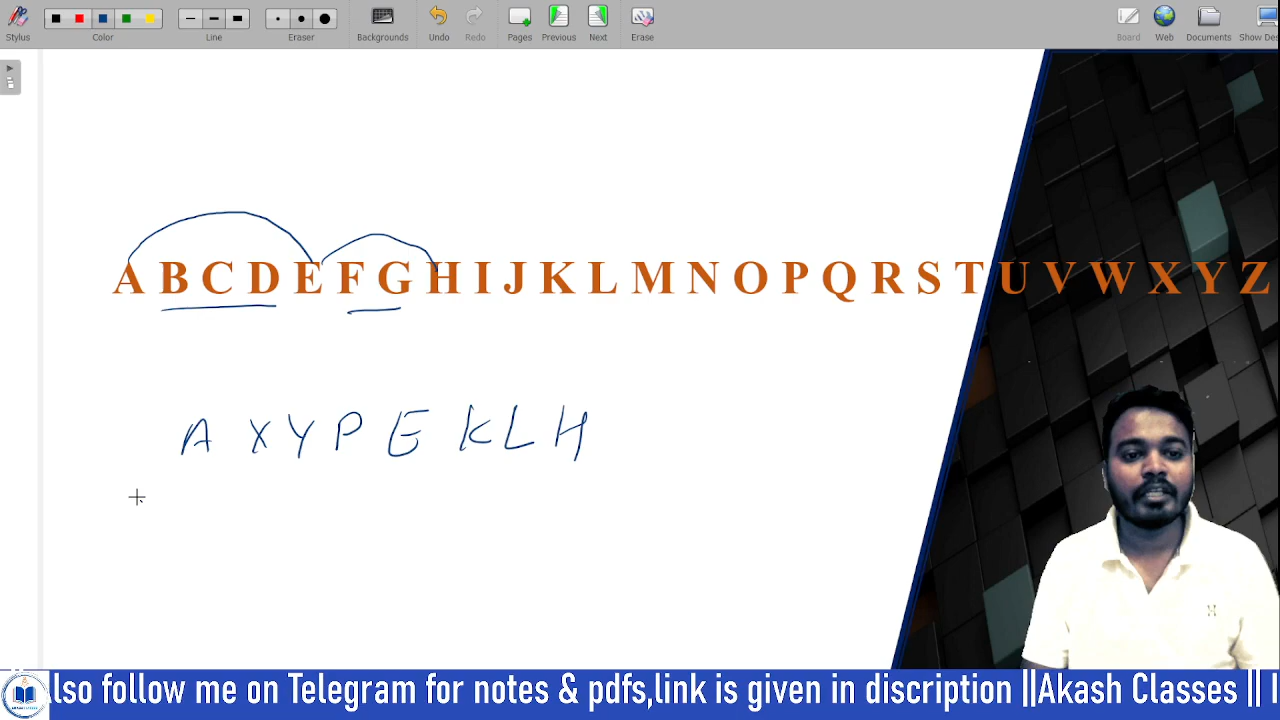 Stylus Color Line Eraser Backgrounds Undo Redo Pages Previous Next Erase Board Web Documents Show De
A B C D E F G H I J K L M N O P Q R S T U V W X Y Z
A X Y P E K L H
lso follow me on Telegram for notes & pdfs,link is given in discription ||Akash Classes ||